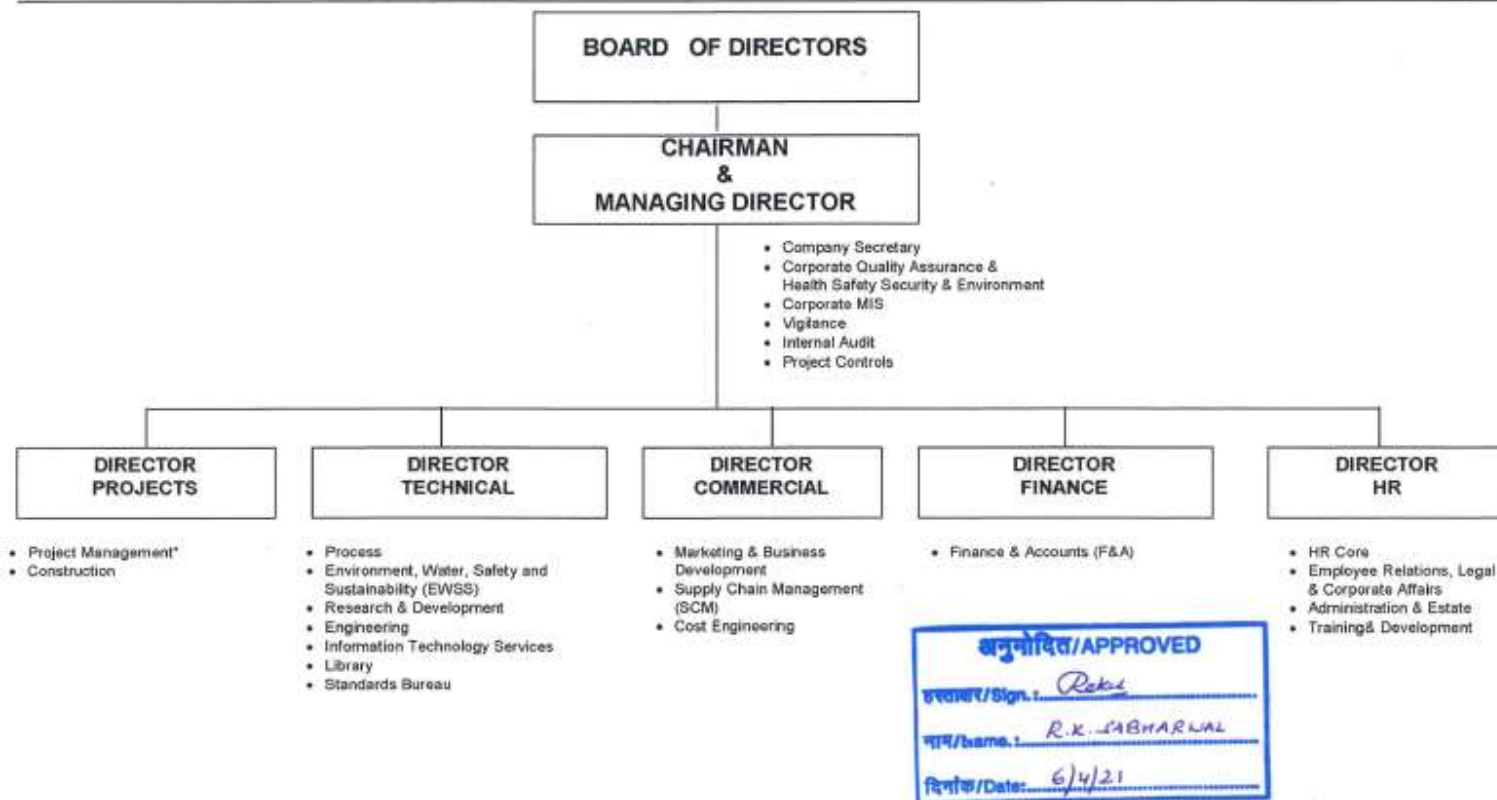 BOARD OF DIRECTORS
CHAIRMAN
&
MANAGING DIRECTOR
• Company Secretary
• Corporate Quality Assurance &
Health Safety Security & Environment
• Corporate MIS
• Vigilance
• Internal Audit
• Project Controls
DIRECTOR
PROJECTS
• Project Management*
• Construction
DIRECTOR
TECHNICAL
• Process
• Environment, Water, Safety and
Sustainability (EWSS)
• Research & Development
• Engineering
• Information Technology Services
• Library
• Standards Bureau
DIRECTOR
COMMERCIAL
• Marketing & Business
Development
• Supply Chain Management
(SCM)
• Cost Engineering
DIRECTOR
FINANCE
• Finance & Accounts (F&A)
DIRECTOR
HR
• HR Core
• Employee Relations, Legal
& Corporate Affairs
• Administration & Estate
• Training& Development
अनुमोदित/APPROVED
हस्ताक्षर/Sign.:
नाम/Name.: R.K. SABHARWAL
दिनांक/Date: 6/4/21